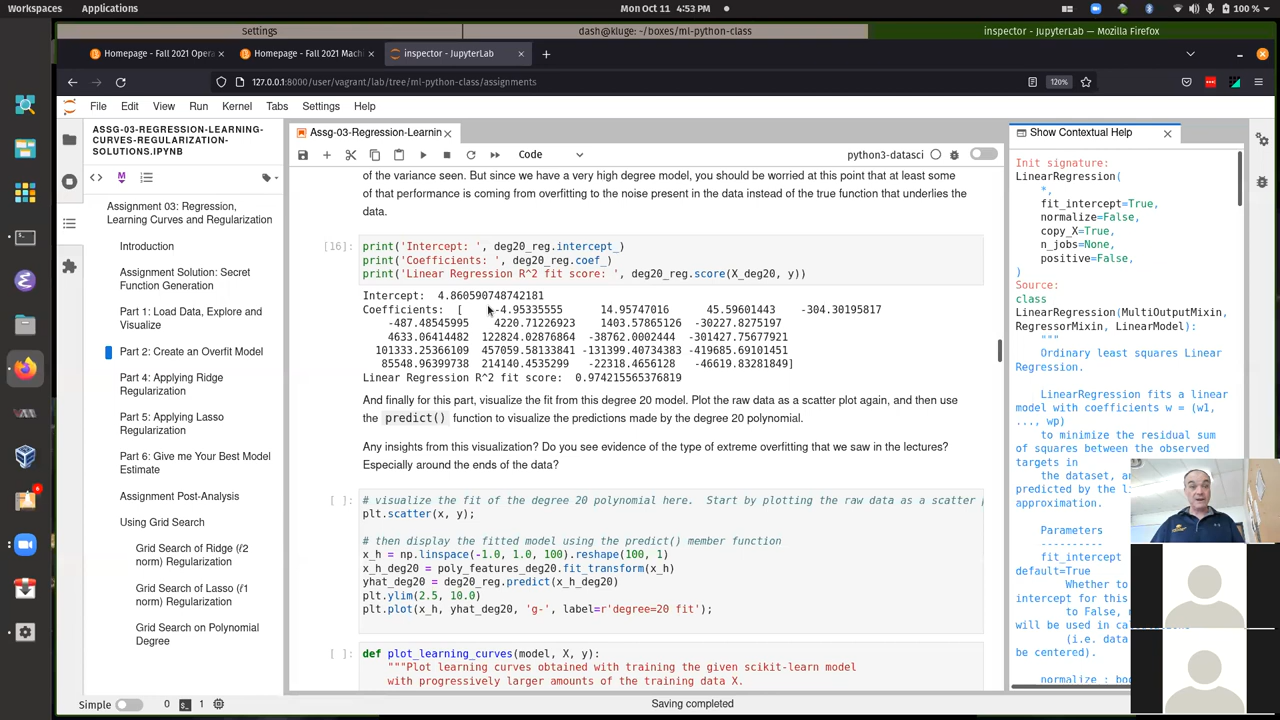 Workspaces
Applications
Mon Oct 11 4:53 PM
100 %
Settings
dash@kluge: ~/boxes/ml-python-class
inspector - JupyterLab — Mozilla Firefox
Homepage - Fall 2021 Opera
Homepage - Fall 2021 Machi
inspector - JupyterLab
127.0.0.1:8000/user/vagrant/lab/tree/ml-python-class/assignments
120%
File
Edit
View
Run
Kernel
Tabs
Settings
Help
ASSG-03-REGRESSION-LEARNING-
CURVES-REGULARIZATION-
SOLUTIONS.IPYNB
Assignment 03: Regression,
Learning Curves and Regularization
Introduction
Assignment Solution: Secret
Function Generation
Part 1: Load Data, Explore and
Visualize
Part 2: Create an Overfit Model
Part 4: Applying Ridge
Regularization
Part 5: Applying Lasso
Regularization
Part 6: Give me Your Best Model
Estimate
Assignment Post-Analysis
Using Grid Search
Grid Search of Ridge (ℓ2
norm) Regularization
Grid Search of Lasso (ℓ1
norm) Regularization
Grid Search on Polynomial
Degree
Assg-03-Regression-Learnin
Code
python3-datasci
of the variance seen. But since we have a very high degree model, you should be worried at this point that at least some
of that performance is coming from overfitting to the noise present in the data instead of the true function that underlies the
data.
[16]:
print('Intercept: ', deg20_reg.intercept_)
print('Coefficients: ', deg20_reg.coef_)
print('Linear Regression R^2 fit score: ', deg20_reg.score(X_deg20, y))
Intercept:  4.860590748742181
Coefficients:  [ -4.95335555 14.95747016 45.59601443 -304.30195817
-487.48545995 4220.71226923 1403.57865126 -30227.8275197
4633.06414482 122824.02876864 -38762.0002444 -301427.75677921
101333.25366109 457059.58133841 -131399.40734383 -419685.69101451
85548.96399738 214140.4535299 -22318.4656128 -46619.83281849]
Linear Regression R^2 fit score:  0.974215565376819
And finally for this part, visualize the fit from this degree 20 model. Plot the raw data as a scatter plot again, and then use
the predict() function to visualize the predictions made by the degree 20 polynomial.
Any insights from this visualization? Do you see evidence of the type of extreme overfitting that we saw in the lectures?
Especially around the ends of the data?
[ ]:
# visualize the fit of the degree 20 polynomial here.  Start by plotting the raw data as a scatter
plt.scatter(x, y);
# then display the fitted model using the predict() member function
x_h = np.linspace(-1.0, 1.0, 100).reshape(100, 1)
x_h_deg20 = poly_features_deg20.fit_transform(x_h)
yhat_deg20 = deg20_reg.predict(x_h_deg20)
plt.ylim(2.5, 10.0)
plt.plot(x_h, yhat_deg20, 'g-', label=r'degree=20 fit');
[ ]:
def plot_learning_curves(model, X, y):
"""Plot learning curves obtained with training the given scikit-learn model
with progressively larger amounts of the training data X.
Show Contextual Help
Init signature:
LinearRegression(
*,
fit_intercept=True,
normalize=False,
copy_X=True,
n_jobs=None,
positive=False,
)
Source:
class
LinearRegression(MultiOutputMixin,
RegressorMixin, LinearModel):
"""
Ordinary least squares Linear
Regression.
LinearRegression fits a linear
model with coefficients w = (w1,
..., wp)
to minimize the residual sum
of squares between the observed
targets in
the dataset, an
predicted by the li
approximation.
Parameters
----------
fit_intercept
default=True
Whether to
intercept for this
to False,
will be used in calc
(i.e. data
be centered).
normalize : bo
Simple
0
1
Saving completed